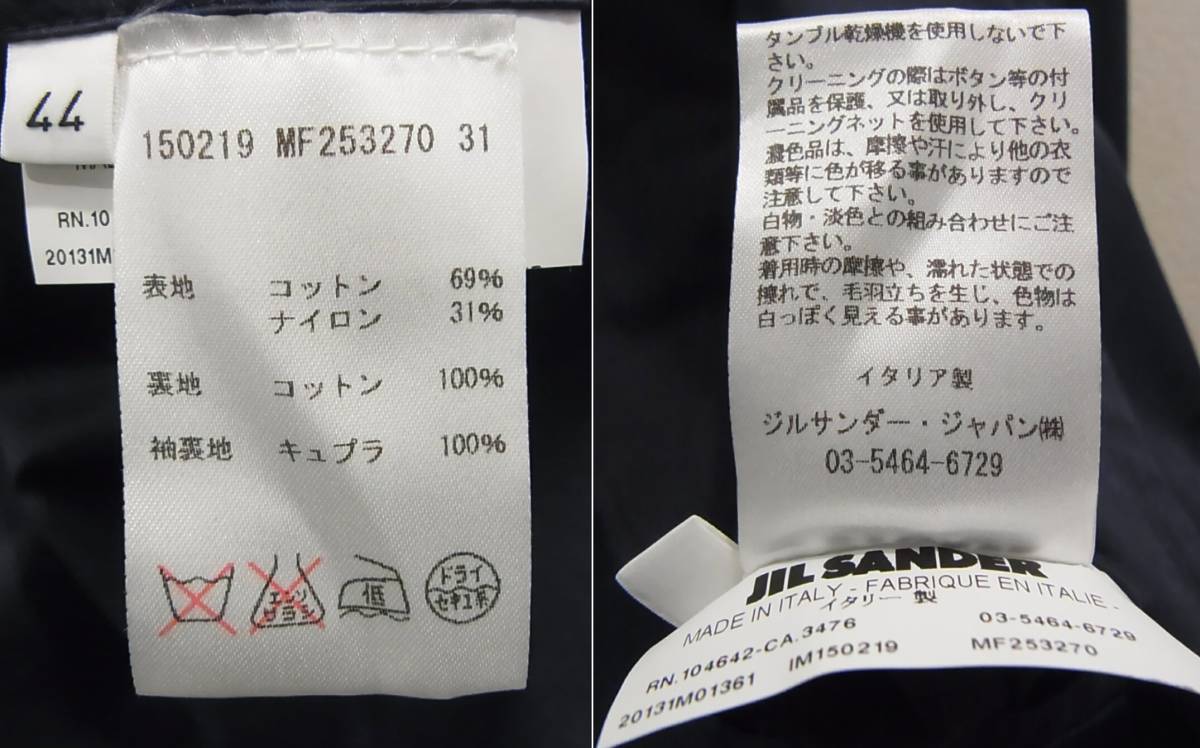 44
150219 MF253270 31
RN.10
20131M
表地 コットン 69%
ナイロン 31%
裏地 コットン 100%
袖裏地 キュプラ 100%
エンソ サラシ 低 ドライ
セキユ系
タンブル乾燥機を使用しないで下
さい。
クリーニングの際はボタン等の付
属品を保護、又は取り外し、クリ
ーニングネットを使用して下さい。
濃色品は、摩擦や汗により他の衣
類等に色が移る事がありますので
注意して下さい。
白物・淡色との組み合わせにご注
意下さい。
着用時の摩擦や、濡れた状態での
擦れで、毛羽立ちを生じ、色物は
白っぽく見える事があります。
イタリア製
ジルサンダー・ジャパン㈱
03-5464-6729
JIL SANDER
MADE IN ITALY - FABRIQUE EN ITALIE -
イタリー 製
RN.104642-CA.3476 03-5464-6729
20131M01361 IM150219 MF253270